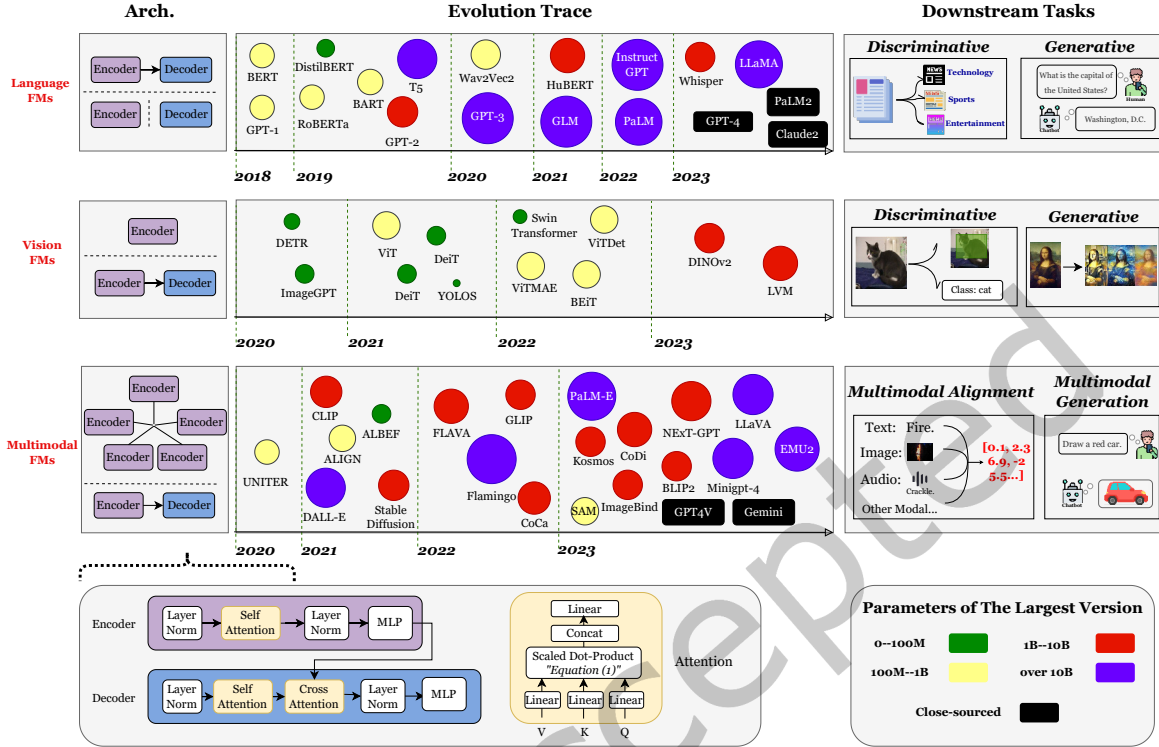 Arch.
Evolution Trace
Downstream Tasks
Language
FMs
Encoder
Decoder
Encoder
Decoder
BERT
GPT-1
DistilBERT
RoBERTa
BART
T5
GPT-2
Wav2Vec2
GPT-3
HuBERT
GLM
Instruct
GPT
PaLM
Whisper
GPT-4
LLaMA
PaLM2
Claude2
2018
2019
2020
2021
2022
2023
Discriminative
NEWS
Technology
Sports
Entertainment
Generative
What is the capital of
the United States?
Human
Chatbot
Washington, D.C.
Vision
FMs
Encoder
Encoder
Decoder
DETR
ImageGPT
ViT
DeiT
DeiT
YOLOS
Swin
Transformer
ViTDet
ViTMAE
BEiT
DINOv2
LVM
2020
2021
2022
2023
Discriminative
Class: cat
Generative
Multimodal
FMs
Encoder
Encoder
Encoder
Encoder
Encoder
Encoder
Decoder
UNITER
CLIP
ALBEF
ALIGN
DALL-E
Stable
Diffusion
FLAVA
GLIP
Flamingo
CoCa
PaLM-E
Kosmos
CoDi
NExT-GPT
LLaVA
EMU2
BLIP2
Minigpt-4
SAM
ImageBind
GPT4V
Gemini
2020
2021
2022
2023
Multimodal Alignment
Text:
Fire.
Image:
Audio:
Crackle.
Other Modal...
[0.1, 2.3
6.9, -2
5.5...]
Multimodal
Generation
Draw a red car.
Human
Chatbot
Encoder
Layer
Norm
Self
Attention
Layer
Norm
MLP
Decoder
Layer
Norm
Self
Attention
Cross
Attention
Layer
Norm
MLP
Linear
Concat
Scaled Dot-Product
"Equation (1)"
Linear
Linear
Linear
V
K
Q
Attention
Parameters of The Largest Version
0--100M
1B--10B
100M--1B
over 10B
Close-sourced
ccepted